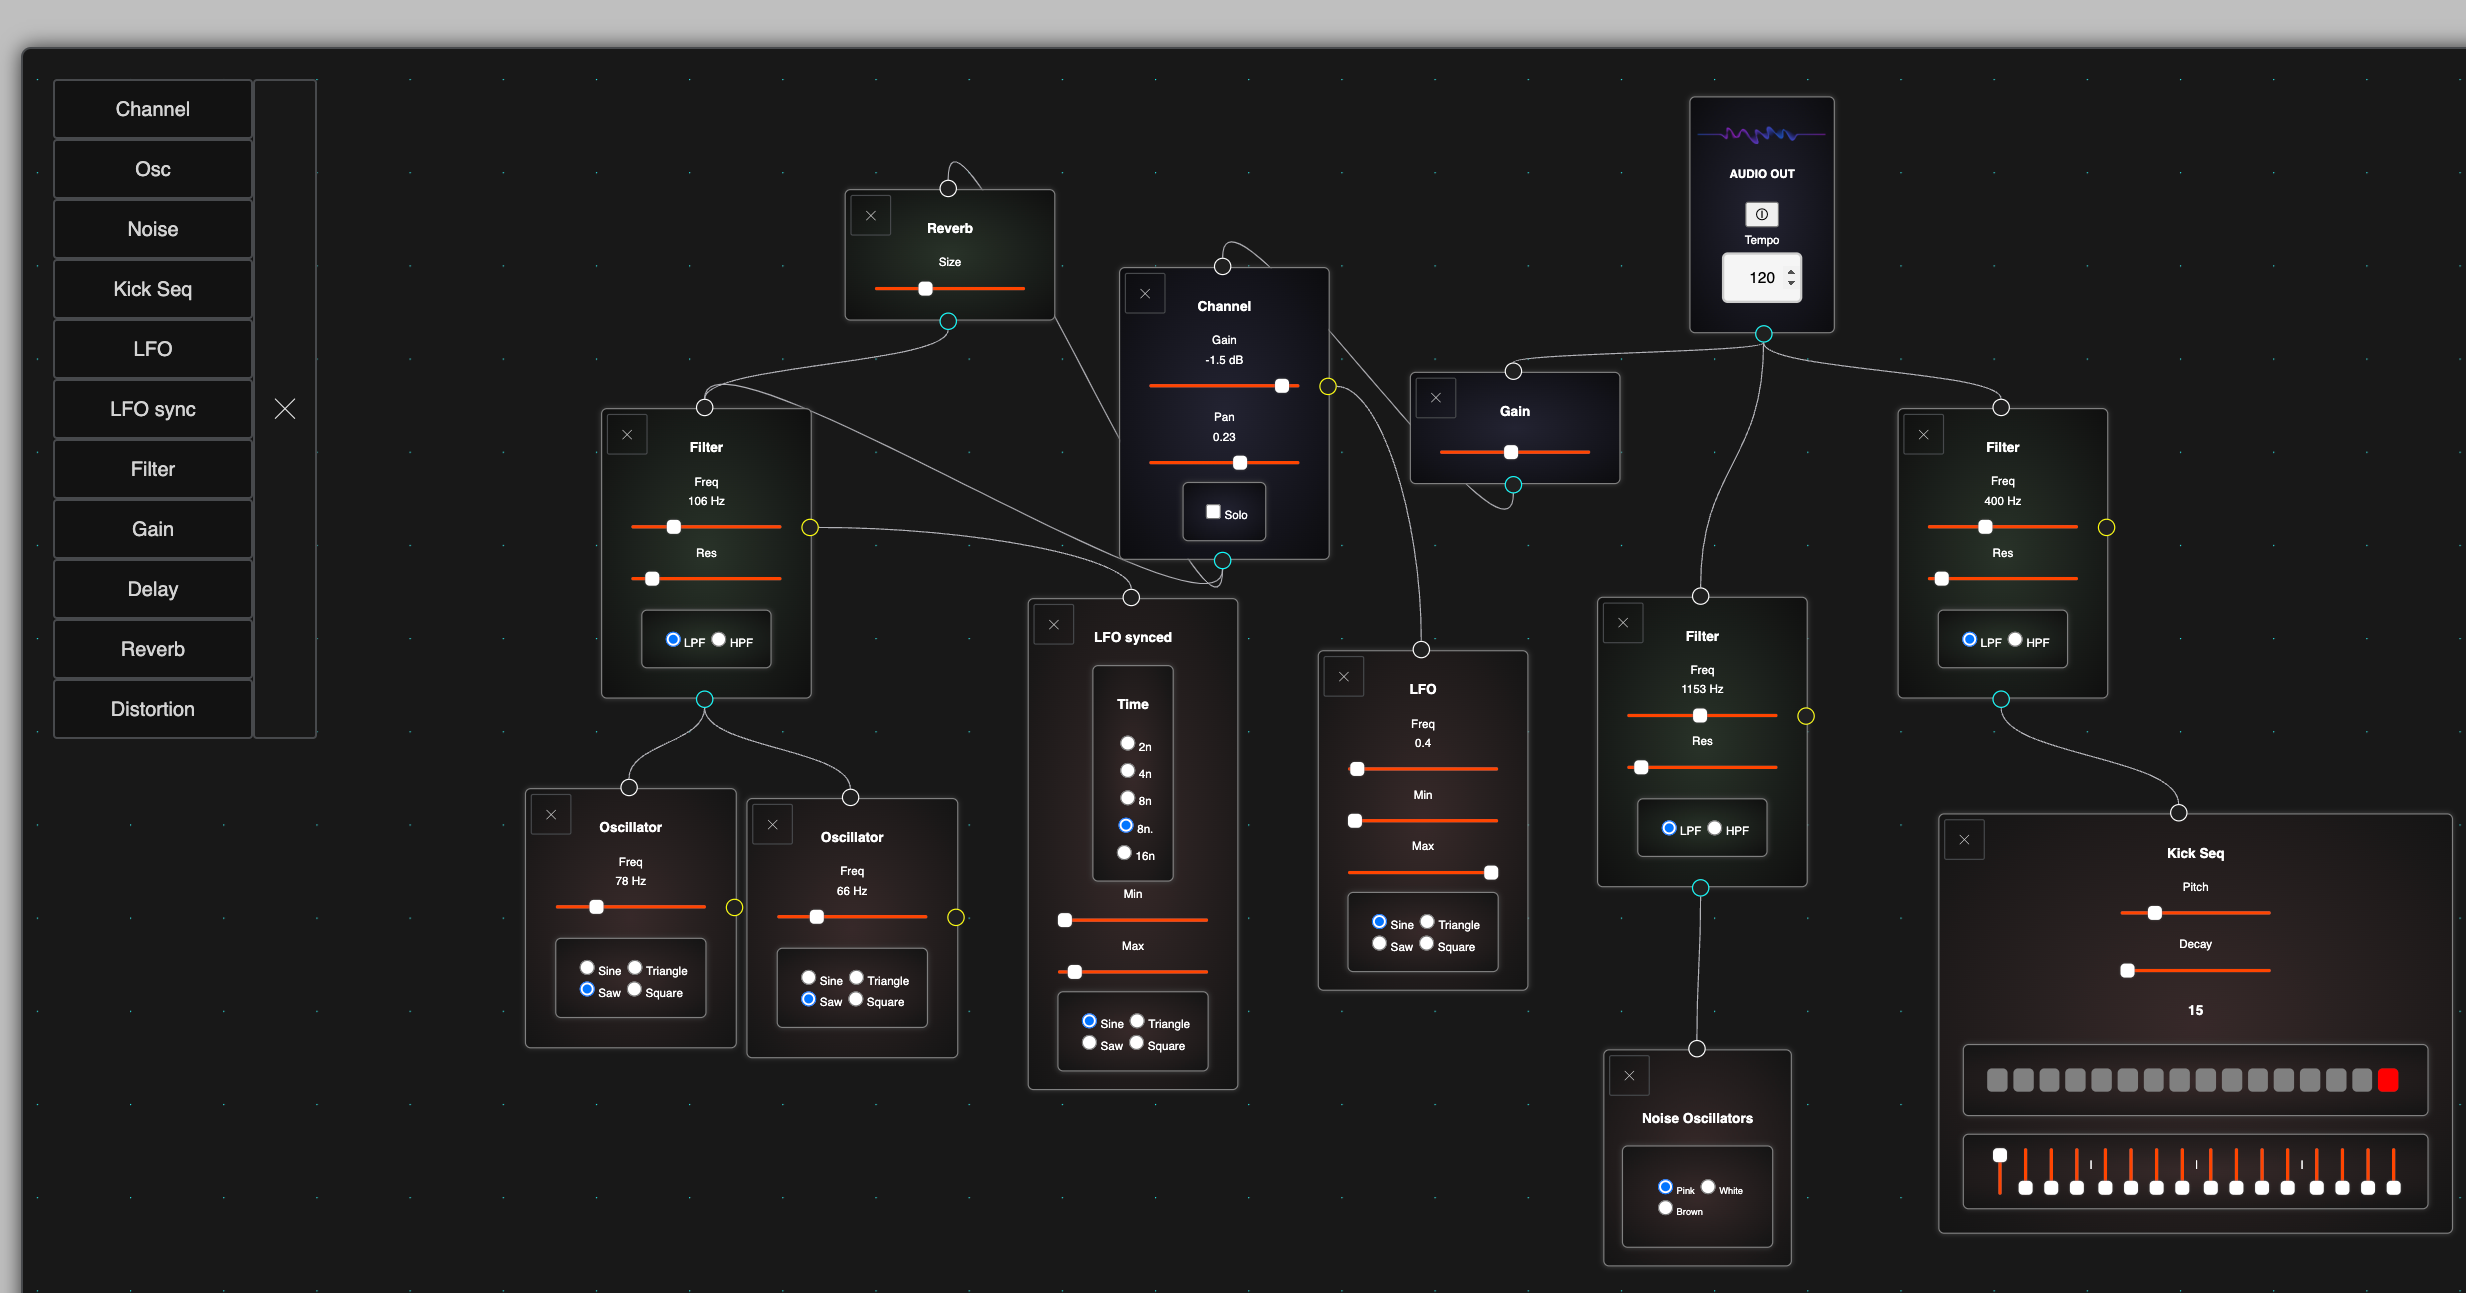 Channel
Osc
Noise
Kick Seq
LFO
LFO sync
Filter
Gain
Delay
Reverb
Distortion
Reverb
Size
Filter
Freq
106 Hz
Res
LPF HPF
Oscillator
Freq
78 Hz
Sine Triangle
Saw Square
Oscillator
Freq
66 Hz
Sine Triangle
Saw Square
Channel
Gain
-1.5 dB
Pan
0.23
Solo
LFO synced
Time
2n
4n
8n
8n.
16n
Min
Max
Sine Triangle
Saw Square
LFO
Freq
0.4
Min
Max
Sine Triangle
Saw Square
Gain
AUDIO OUT
Tempo
120
Filter
Freq
1153 Hz
Res
LPF HPF
Noise Oscillators
Pink White
Brown
Filter
Freq
400 Hz
Res
LPF HPF
Kick Seq
Pitch
Decay
15